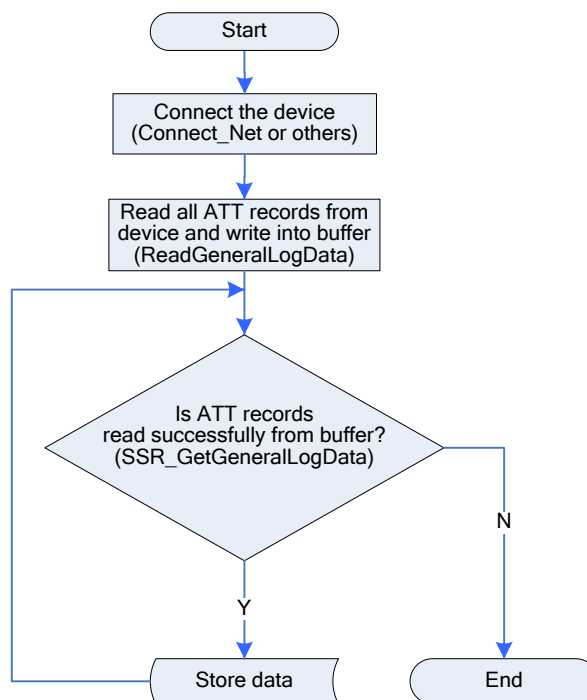 Start
Connect the device
(Connect_Net or others)
Read all ATT records from
device and write into buffer
(ReadGeneralLogData)
Is ATT records
read successfully from buffer?
(SSR_GetGeneralLogData)
N
Y
Store data
End